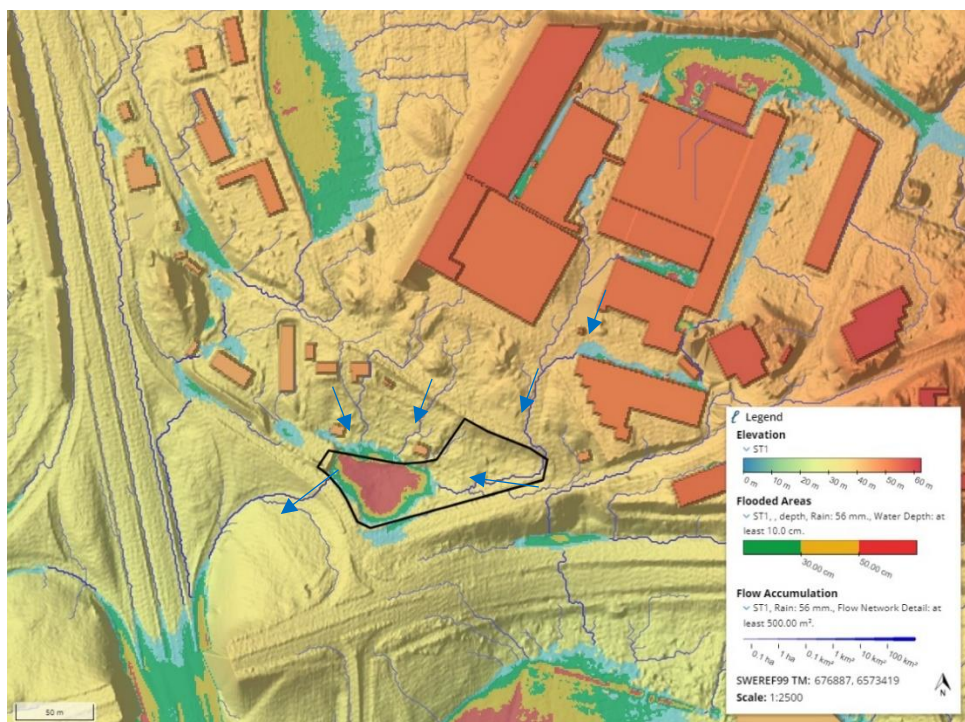 Legend
Elevation
ST1
0 m 10 m 20 m 30 m 40 m 50 m 60 m
Flooded Areas
ST1, , depth, Rain: 56 mm., Water Depth: at
least 10.0 cm.
30.00 cm 50.00 cm
Flow Accumulation
ST1, Rain: 56 mm., Flow Network Detail: at
least 500.00 m².
0.1 ha 1 ha 0.1 km² 1 km² 10 km² 100 km²
SWEREF99 TM: 676887, 6573419
Scale: 1:2500
N
50 m